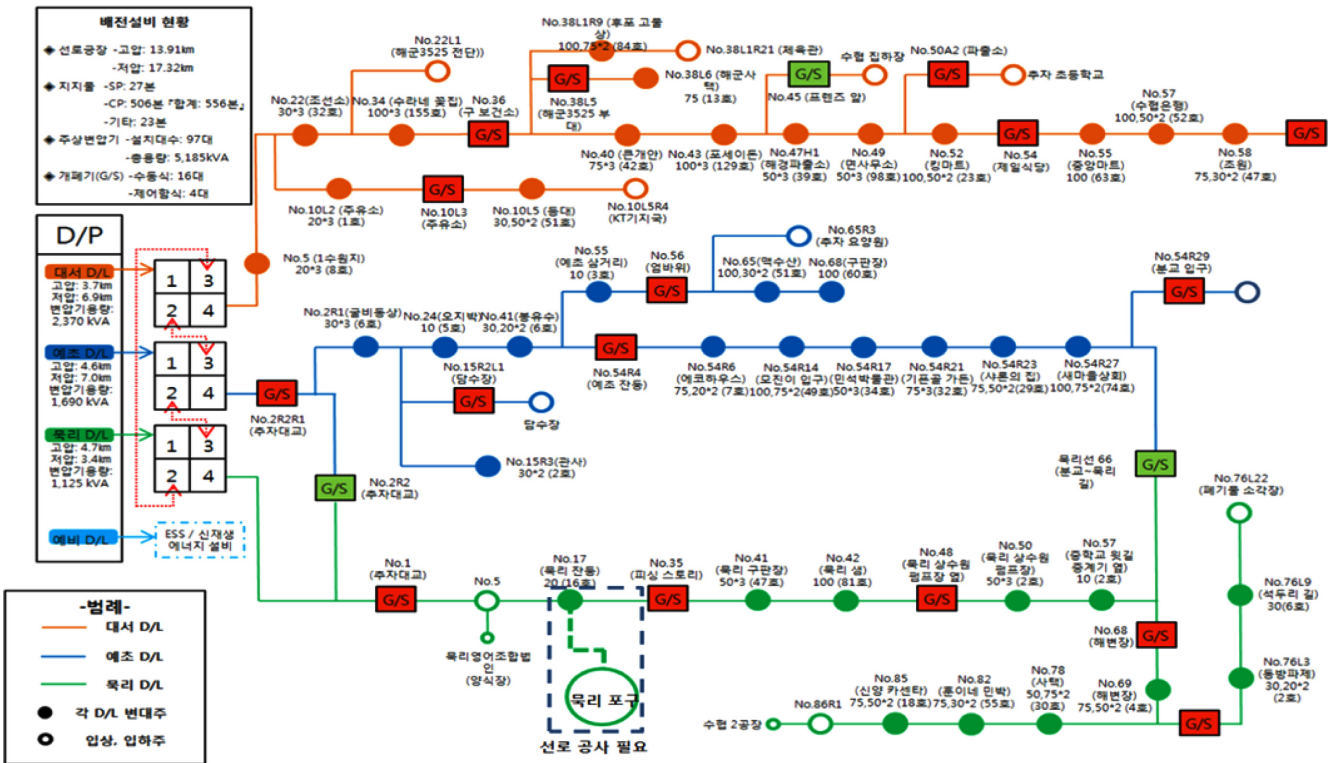 배전설비 현황
◈ 선로긍장 -고압: 13.91km
-저압: 17.32km
◈ 지지물 -SP: 27본
-CP: 506본 『합계: 556본』
-기타: 23본
◈ 주상변압기 -설치대수: 97대
-총용량: 5,185kVA
◈ 개폐기(G/S) -수동식: 16대
-제어함식: 4대
D/P
대서 D/L
고압: 3.7km
저압: 6.9km
변압기용량:
2,370 kVA
1 3
2 4
예초 D/L
고압: 4.6km
저압: 7.0km
변압기용량:
1,690 kVA
1 3
2 4
묵리 D/L
고압: 4.7km
저압: 3.4km
변압기용량:
1,125 kVA
1 3
2 4
예비 D/L
ESS / 신재생
에너지 설비
-범례-
대서 D/L
예초 D/L
묵리 D/L
각 D/L 변대주
입상, 입하주
No.5 (1수원지)
20*3 (8호)
No.22 (조선소)
30*3 (32호)
No.22L1
(해군3525 전단))
No.34 (수라네 꽃집)
100*3 (155호)
No.36
(구 보건소)
G/S
No.38L1R9 (후포 고물
상)
100,75*2 (84호)
No.38L1R21 (체육관)
G/S
No.38L5
(해군3525 부
대)
No.38L6 (해군사
택)
75 (13호)
No.40 (큰개안)
75*3 (42호)
No.43 (포세이돈)
100*3 (129호)
수협 집하장
G/S
No.45 (프렌즈 앞)
No.47H1
(해경파출소)
50*3 (39호)
No.49
(면사무소)
50*3 (98호)
No.50A2 (파출소)
G/S
추자 초등학교
No.52
(킹마트)
100,50*2 (23호)
G/S
No.54
(제일식당)
No.55
(중앙마트)
100 (63호)
No.57
(수협은행)
100,50*2 (52호)
No.58
(조원)
75,30*2 (47호)
G/S
No.10L2 (주유소)
20*3 (1호)
G/S
No.10L3
(주유소)
No.10L5 (등대)
30,50*2 (51호)
No.10L5R4
(KT기지국)
G/S
No.2R2R1
(추자대교)
No.2R1(굴비동상)
30*3 (6호)
No.24(오지박)
10 (5호)
No.41(봉유수)
30,20*2 (6호)
No.15R2L1
(담수장)
G/S
담수장
No.15R3(관사)
30*2 (2호)
No.55
(예초 삼거리)
10 (3호)
No.56
(엄바위)
G/S
No.65R3
(추자 요양원)
No.65(맥수산)
100,30*2 (51호)
No.68(구판장)
100 (60호)
G/S
No.54R4
(예초 잔등)
No.54R6
(에코하우스)
75,20*2 (7호)
No.54R14
(모진이 입구)
100,75*2(49호)
No.54R17
(민석박물관)
50*3(34호)
No.54R21
(기픈골 가든)
75*3(32호)
No.54R23
(샤론의 집)
75,50*2(29호)
No.54R27
(새마을상회)
100,75*2(74호)
No.54R29
(분교 입구)
G/S
G/S
No.2R2
(추자대교)
묵리선 66
(분교~묵리
길)
G/S
No.1
(추자대교)
G/S
No.5
묵리영어조합법
인
(양식장)
No.17
(묵리 잔등)
20 (16호)
묵리 포구
선로 공사 필요
No.35
(피싱 스토리)
G/S
No.41
(묵리 구판장)
50*3 (47호)
No.42
(묵리 샘)
100 (81호)
No.48
(묵리 상수원
펌프장 옆)
G/S
No.50
(묵리 상수원
펌프장)
50*3 (2호)
No.57
(중학교 윗길
중계기 옆)
10 (2호)
No.68
(해변장)
G/S
No.76L22
(폐기물 소각장)
No.76L9
(석두리 길)
30(6호)
No.76L3
(동방파제)
30,20*2
(2호)
G/S
No.69
(해변장)
75,50*2 (4호)
No.78
(사택)
50,75*2
(30호)
No.82
(훈이네 민박)
75,30*2 (55호)
No.85
(신양 카센타)
75,50*2 (18호)
No.86R1
수협 2공장